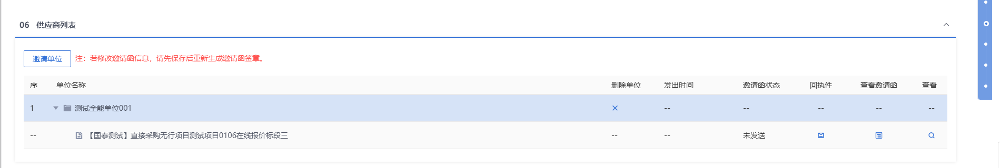 06 供应商列表
邀请单位 注：若修改邀请函信息，请先保存后重新生成邀请函签章。
序 单位名称 删除单位 发出时间 邀请函状态 回执件 查看邀请函 查看
1 测试全能单位001 -- -- -- -- --
-- 【国泰测试】直接采购无行项目测试项目0106在线报价标段三 -- -- 未发送